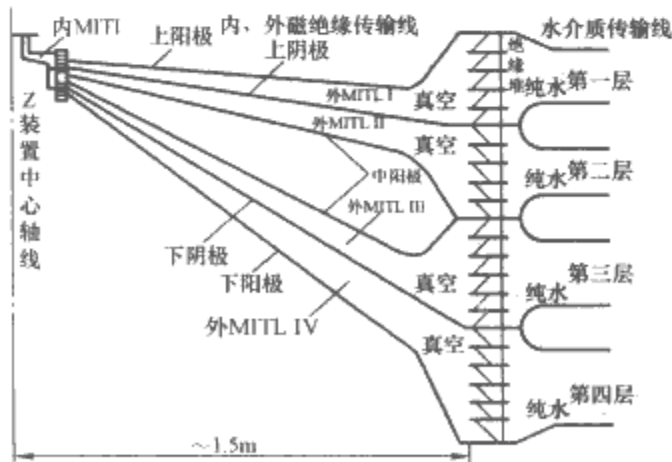 内MITI
上阳极
内、外磁绝缘传输线
上阴极
水介质传输线
绝缘堆
外MITL I
真空
纯水
第一层
外MITL II
真空
中阳极
纯水
第二层
外MITL III
Z装置中心轴线
下阴极
下阳极
真空
纯水
第三层
外MITL IV
真空
纯水
第四层
~1.5m